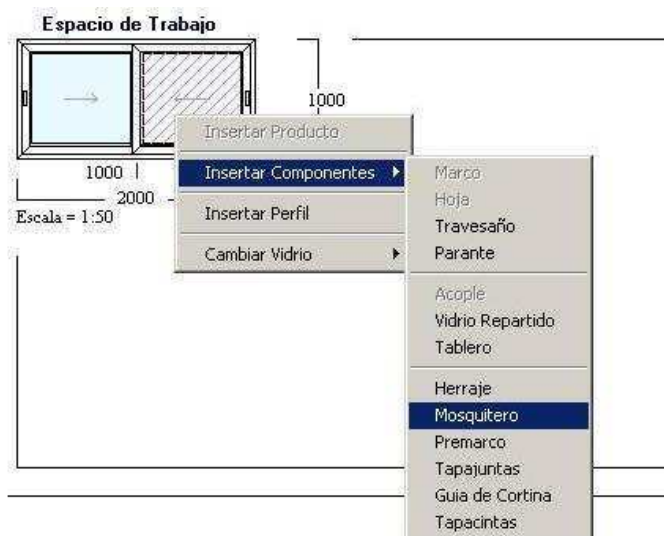 Espacio de Trabajo
1000
1000
2000
Escala = 1:50
Insertar Producto
Insertar Componentes
Insertar Perfil
Cambiar Vidrio
Marco
Hoja
Travesaño
Parante
Acople
Vidrio Repartido
Tablero
Herraje
Mosquitero
Premarco
Tapajuntas
Guia de Cortina
Tapacintas